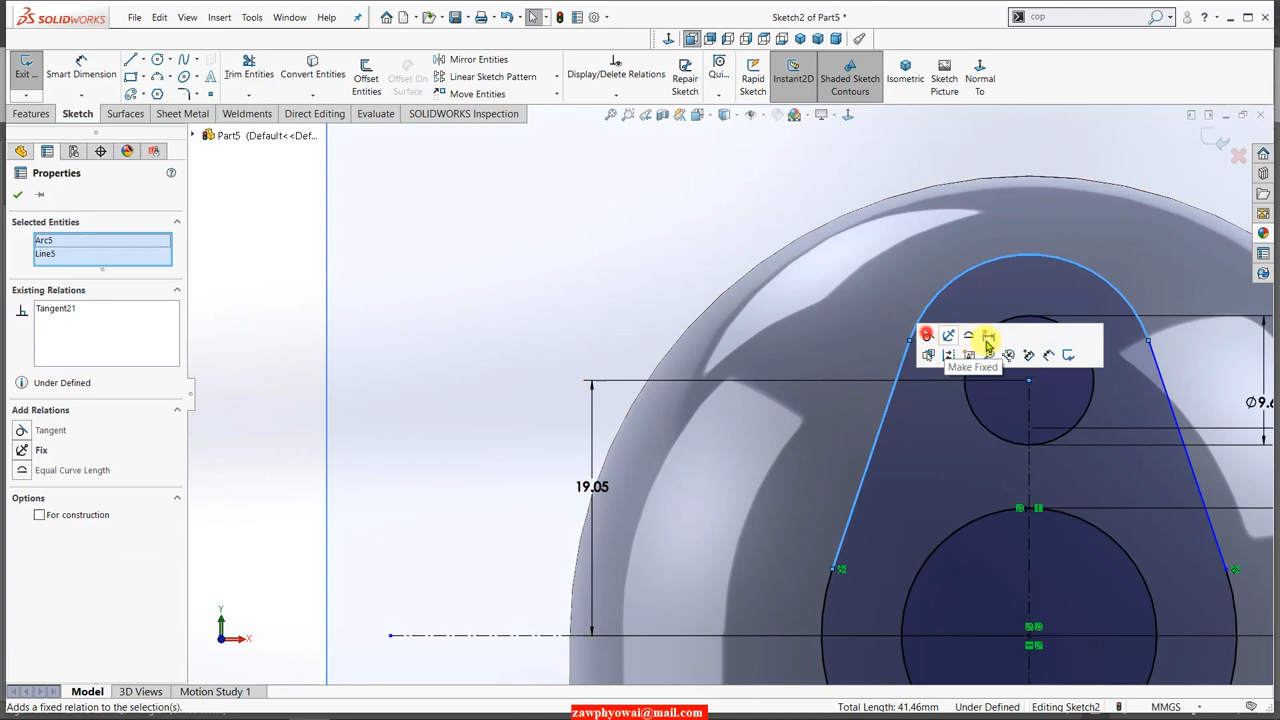 SOLIDWORKS File Edit View Insert Tools Window Help Sketch2 of Part5 * cop
Exit ... Smart Dimension Trim Entities Convert Entities Offset Entities Offset On Surface Mirror Entities Linear Sketch Pattern Move Entities Display/Delete Relations Repair Sketch Qui... Rapid Sketch Instant2D Shaded Sketch Contours Isometric Sketch Picture Normal To
Features Sketch Surfaces Sheet Metal Weldments Direct Editing Evaluate SOLIDWORKS Inspection
Part5 (Default<<Def...
Properties
Selected Entities
Arc5
Line5
Existing Relations
Tangent21
Under Defined
Add Relations
Tangent
Fix
Equal Curve Length
Options
For construction
Make Fixed
19.05
Y
X
Model 3D Views Motion Study 1
Adds a fixed relation to the selection(s). zawphyowai@mail.com Total Length: 41.46mm Under Defined Editing Sketch2 MMGS